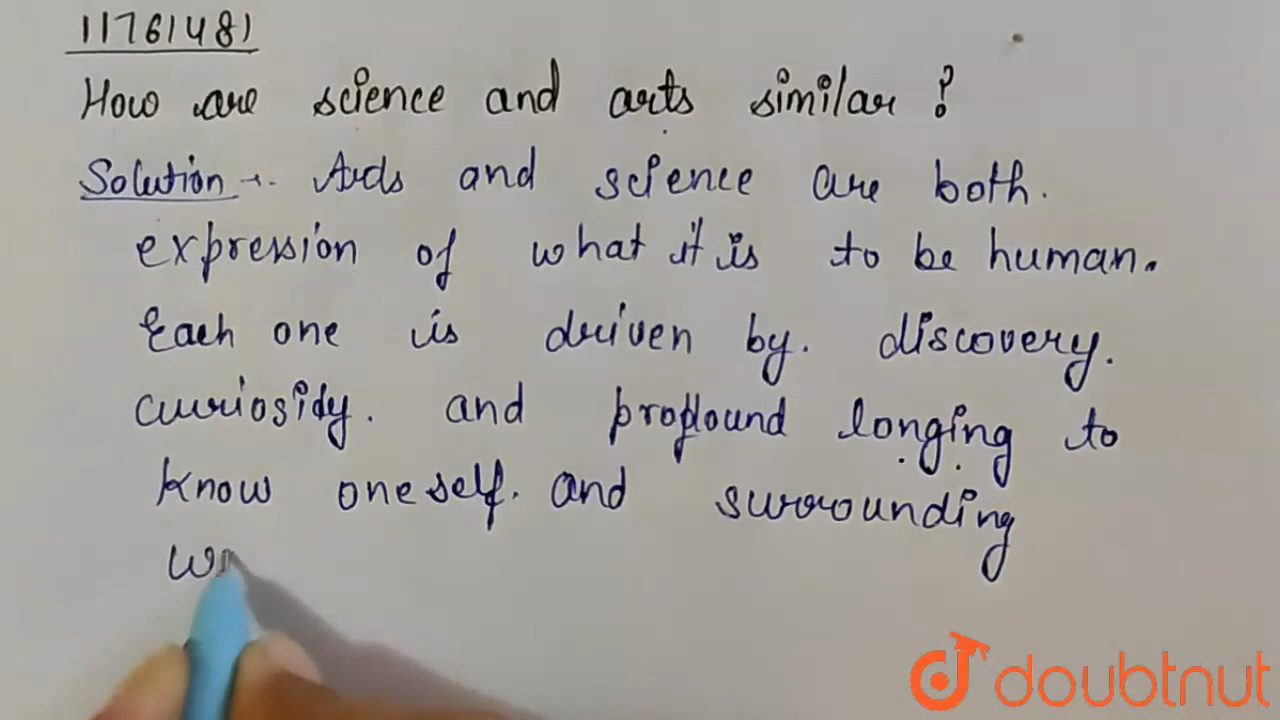 11761481
How are science and arts similar ?
Solution :- Arts and science are both.
expression of what it is to be human.
Each one is driven by. discovery.
curiosidy. and profound longing to
know oneself. and surrounding
doubtnut